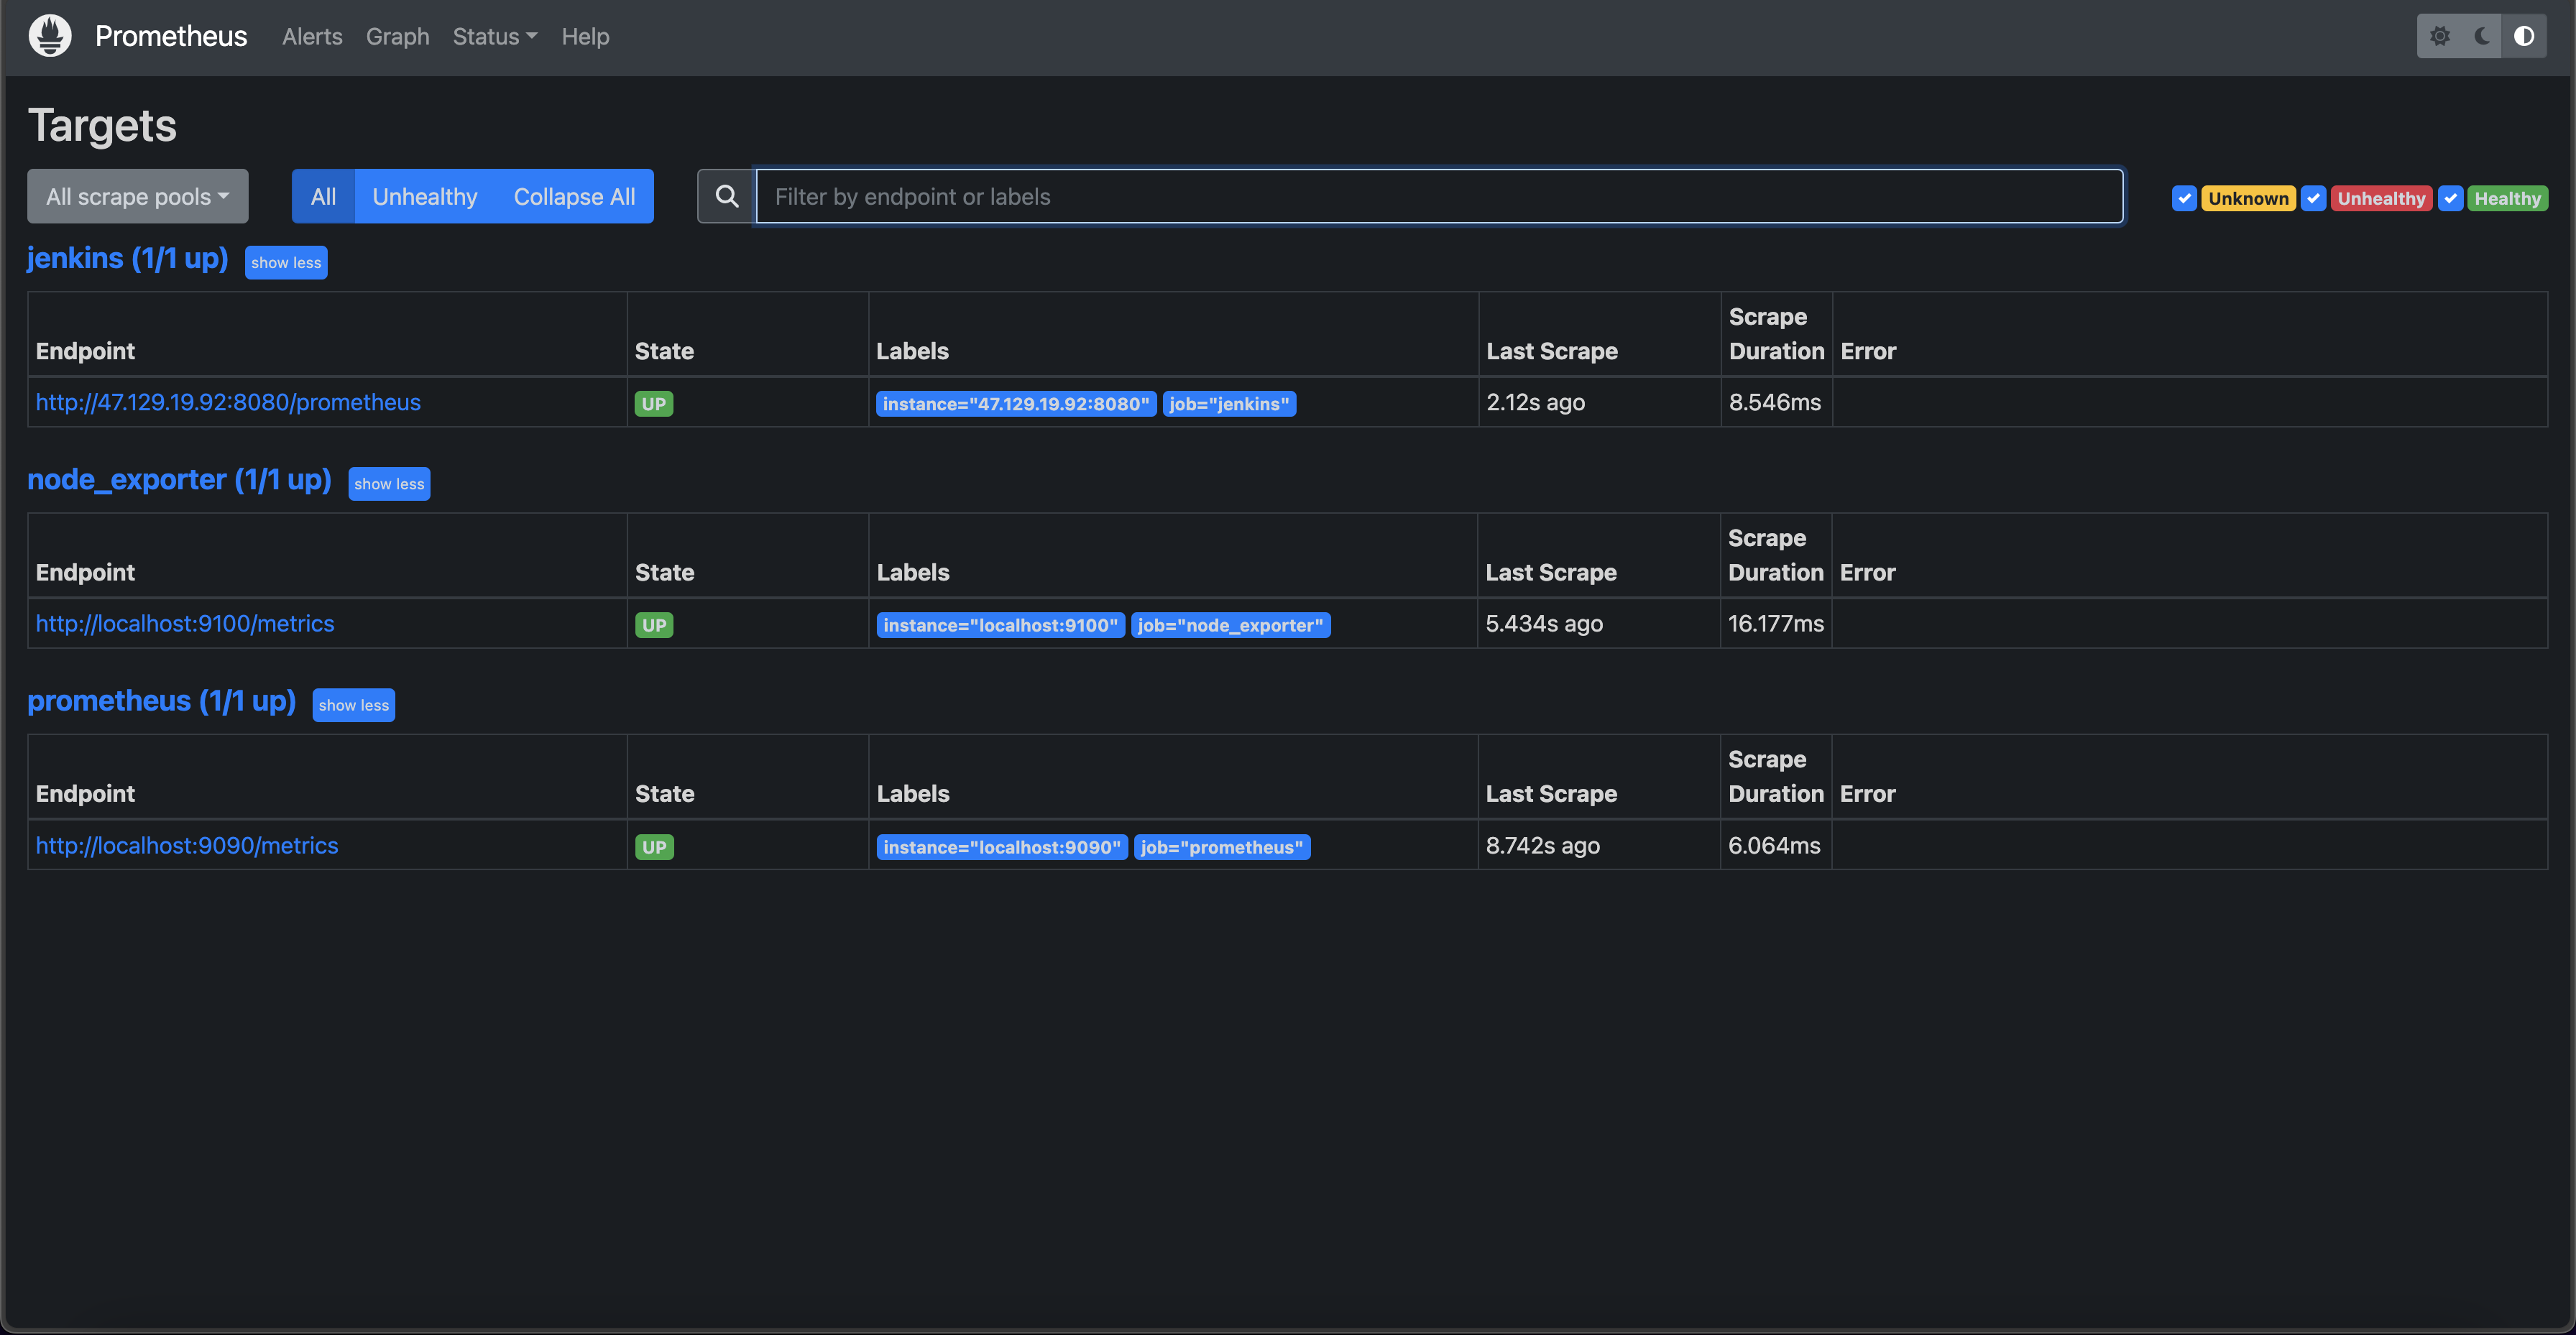 Prometheus Alerts Graph Status Help
Targets
All scrape pools All Unhealthy Collapse All Filter by endpoint or labels Unknown Unhealthy Healthy
jenkins (1/1 up) show less
Endpoint State Labels Last Scrape Scrape Duration Error
http://47.129.19.92:8080/prometheus UP instance="47.129.19.92:8080" job="jenkins" 2.12s ago 8.546ms
node_exporter (1/1 up) show less
Endpoint State Labels Last Scrape Scrape Duration Error
http://localhost:9100/metrics UP instance="localhost:9100" job="node_exporter" 5.434s ago 16.177ms
prometheus (1/1 up) show less
Endpoint State Labels Last Scrape Scrape Duration Error
http://localhost:9090/metrics UP instance="localhost:9090" job="prometheus" 8.742s ago 6.064ms